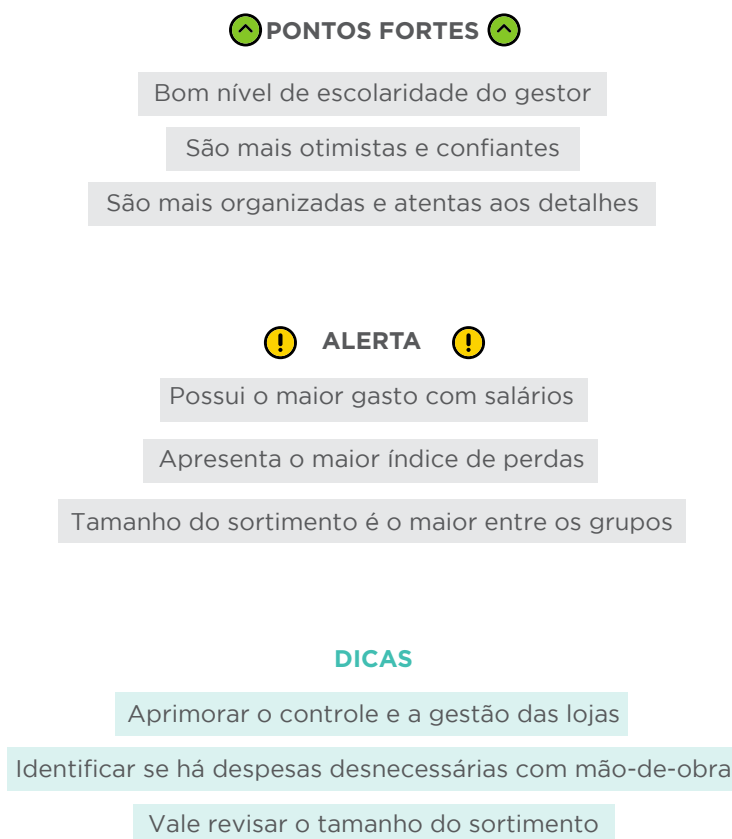 PONTOS FORTES
Bom nível de escolaridade do gestor
São mais otimistas e confiantes
São mais organizadas e atentas aos detalhes
ALERTA
Possui o maior gasto com salários
Apresenta o maior índice de perdas
Tamanho do sortimento é o maior entre os grupos
DICAS
Aprimorar o controle e a gestão das lojas
Identificar se há despesas desnecessárias com mão-de-obra
Vale revisar o tamanho do sortimento